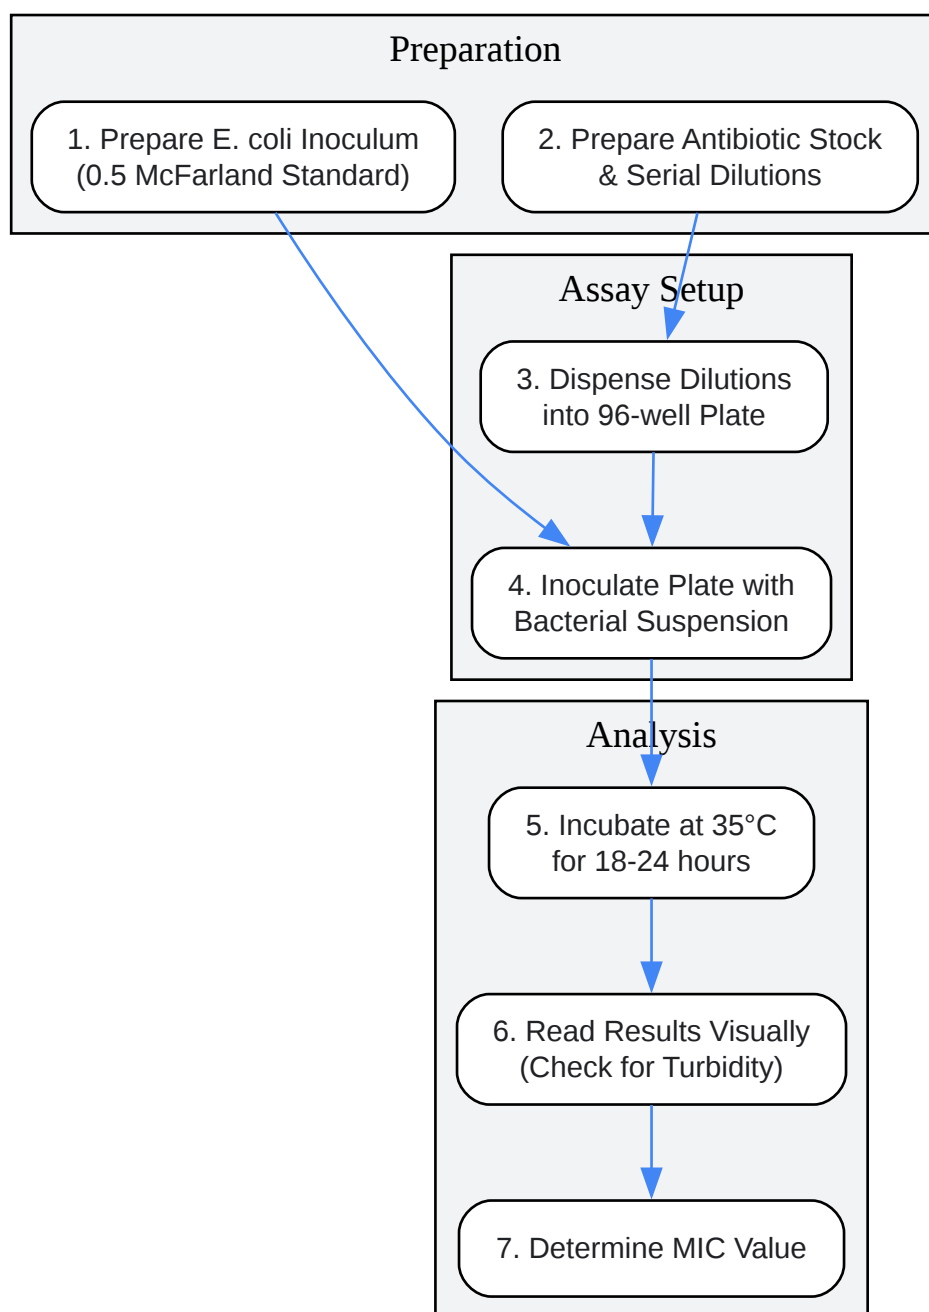 Preparation
1. Prepare E. coli Inoculum
(0.5 McFarland Standard)
2. Prepare Antibiotic Stock
& Serial Dilutions
Assay Setup
3. Dispense Dilutions
into 96-well Plate
4. Inoculate Plate with
Bacterial Suspension
Analysis
5. Incubate at 35°C
for 18-24 hours
6. Read Results Visually
(Check for Turbidity)
7. Determine MIC Value